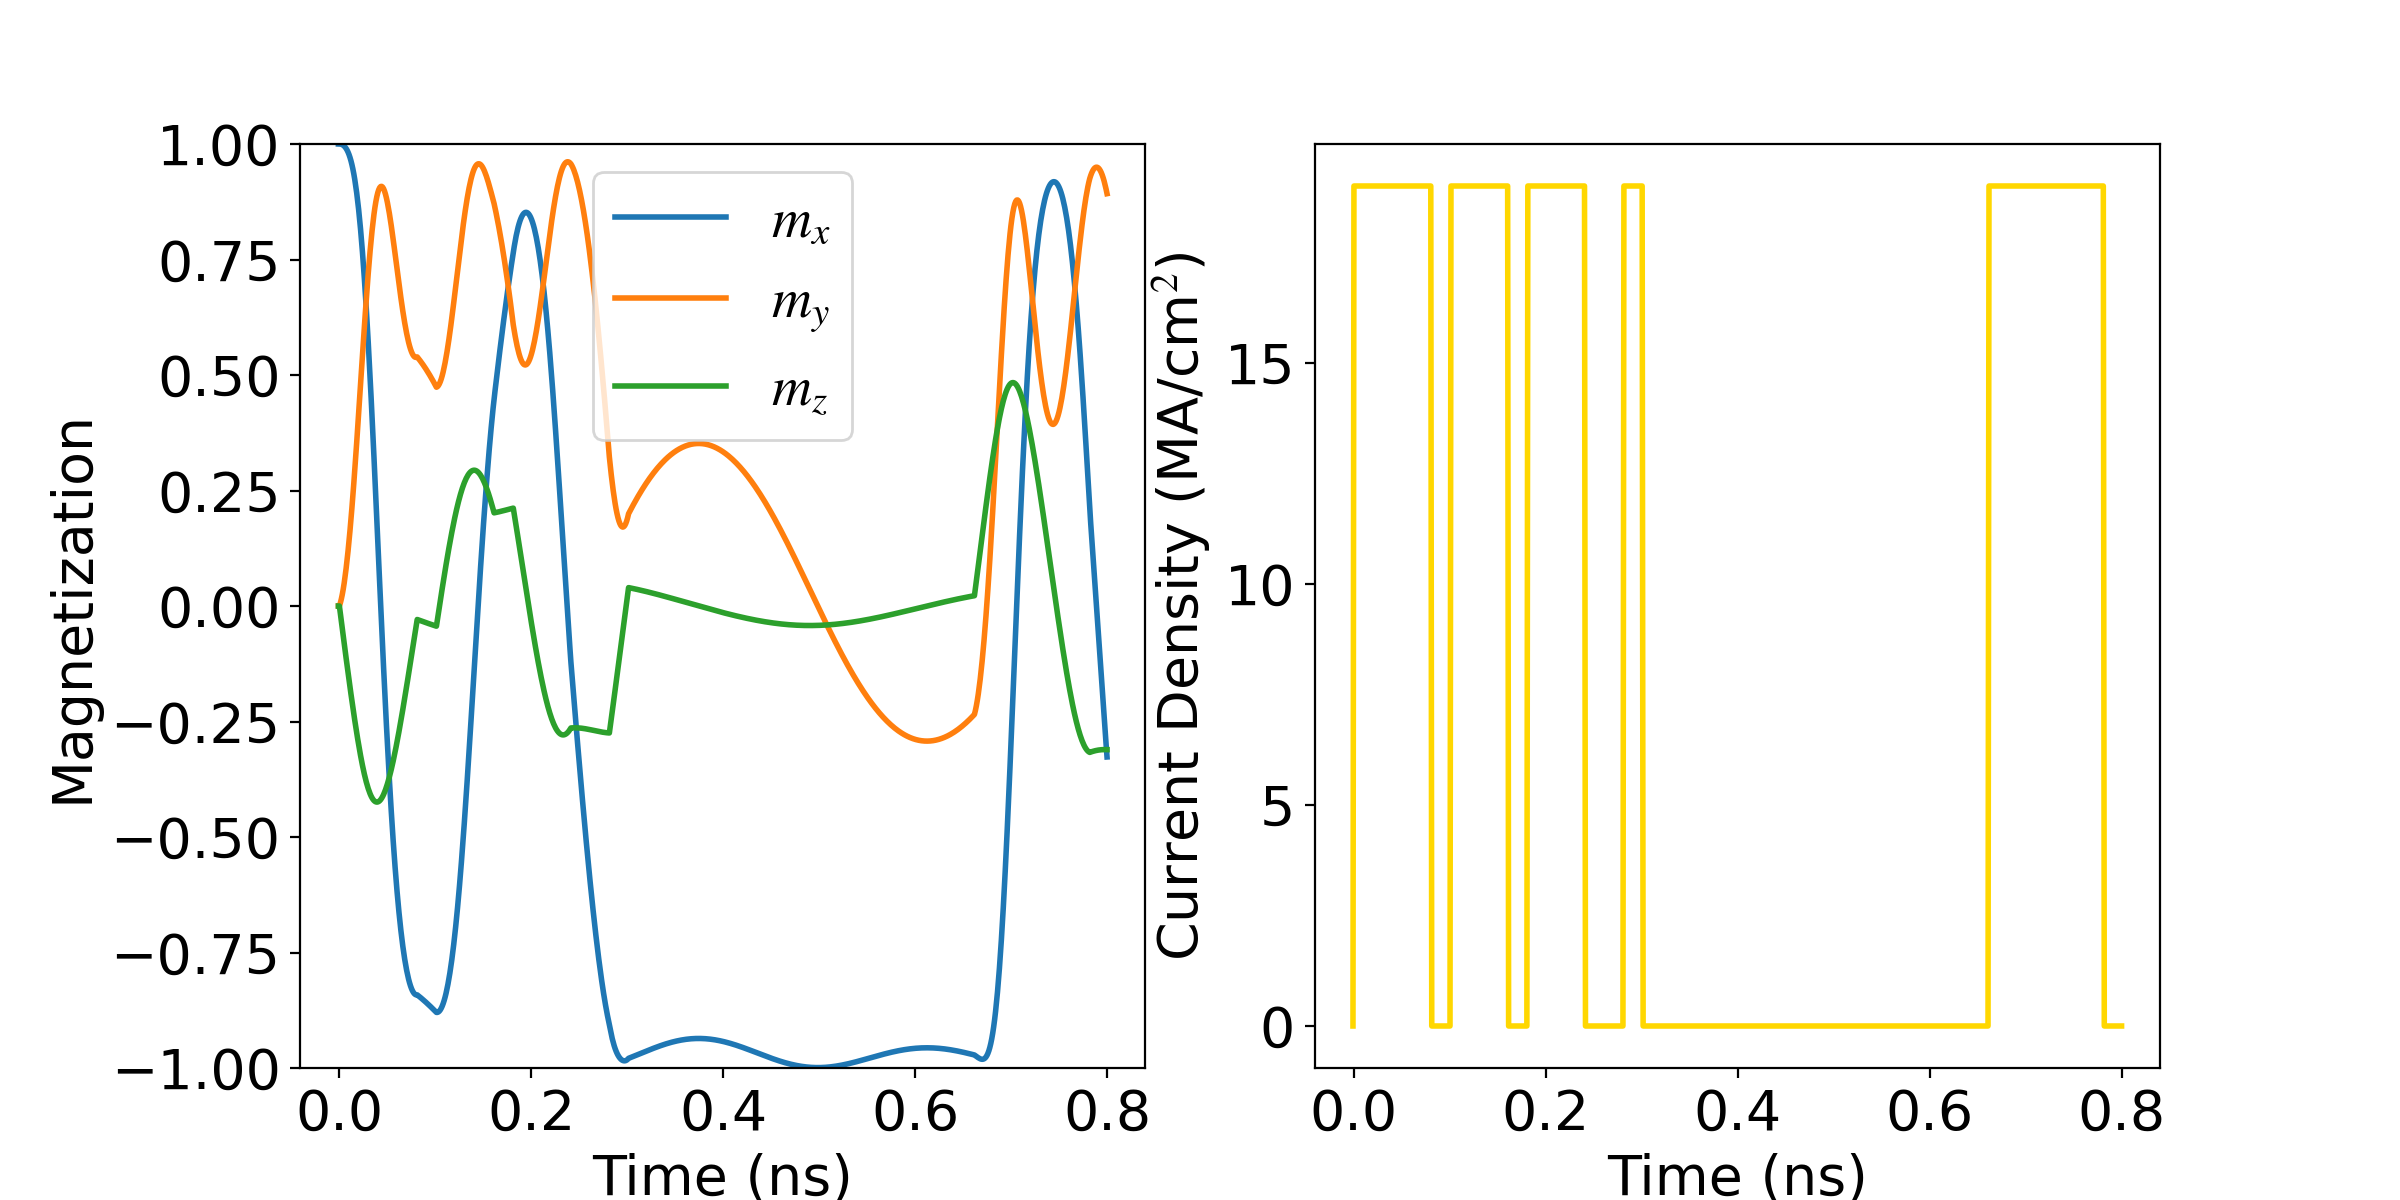 1.00
0.75
0.50
0.25
0.00
−0.25
−0.50
−0.75
−1.00
Magnetization
0.0 0.2 0.4 0.6 0.8
Time (ns)
m_x
m_y
m_z
Current Density (MA/cm²)
15
10
5
0
0.0 0.2 0.4 0.6 0.8
Time (ns)